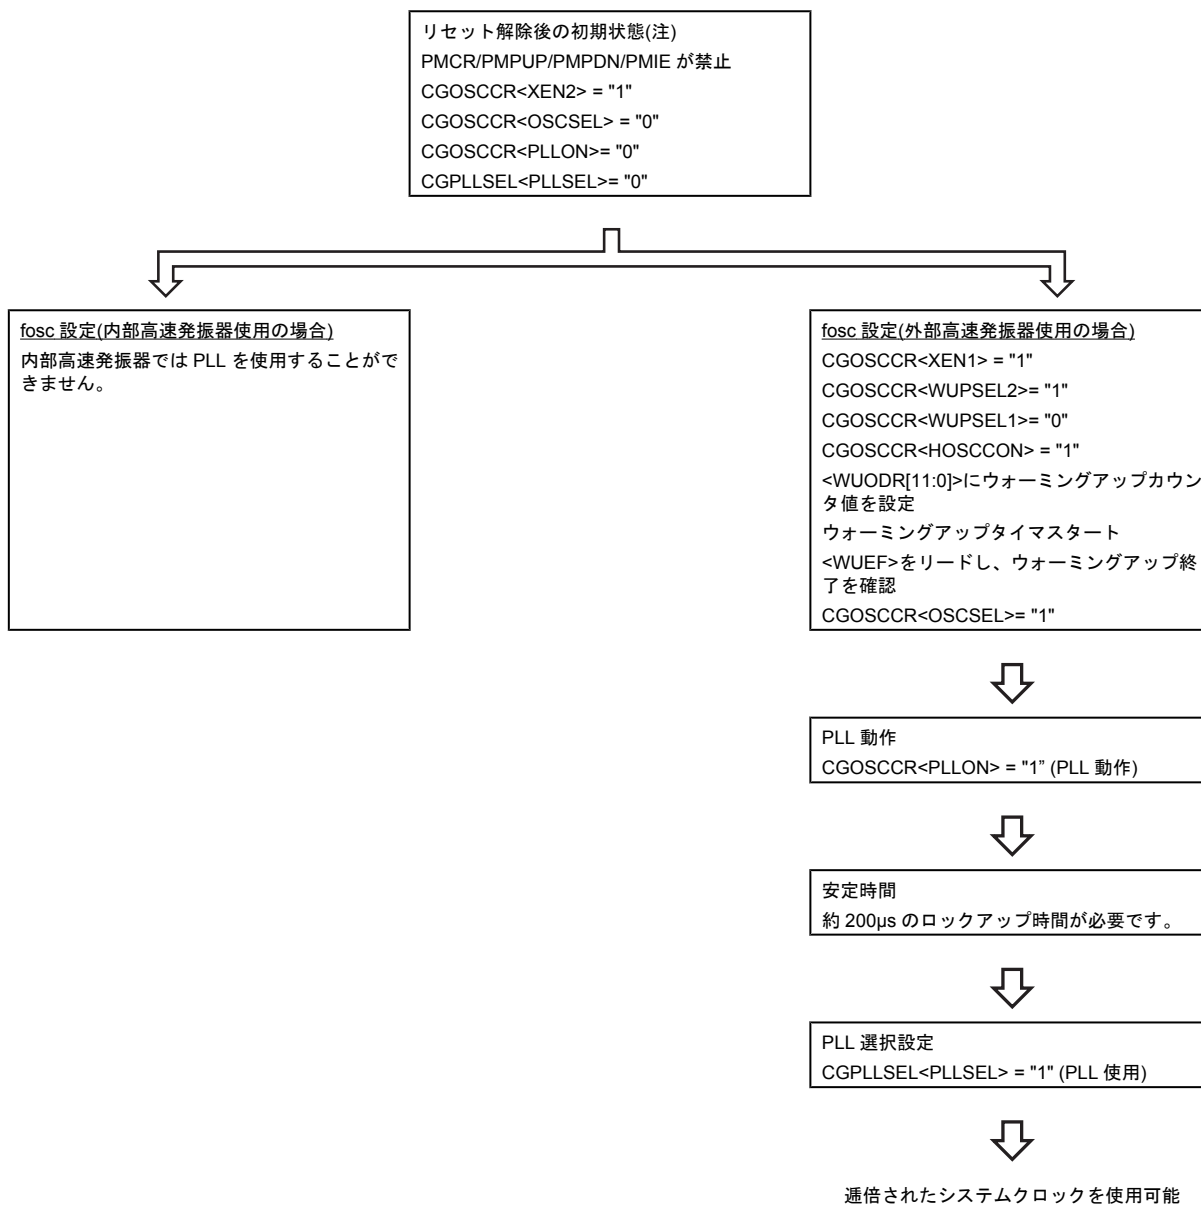 リセット解除後の初期状態(注)
PMCR/PMPUP/PMPDN/PMIE が禁止
CGOSCCR<XEN2> = "1"
CGOSCCR<OSCSEL> = "0"
CGOSCCR<PLLON>= "0"
CGPLLSEL<PLLSEL>= "0"
fosc 設定(内部高速発振器使用の場合)
内部高速発振器では PLL を使用することがで
きません。
fosc 設定(外部高速発振器使用の場合)
CGOSCCR<XEN1> = "1"
CGOSCCR<WUPSEL2>= "1"
CGOSCCR<WUPSEL1>= "0"
CGOSCCR<HOSCCON> = "1"
<WUODR[11:0]>にウォーミングアップカウン
タ値を設定
ウォーミングアップタイマスタート
<WUEF>をリードし、ウォーミングアップ終
了を確認
CGOSCCR<OSCSEL>= "1"
PLL 動作
CGOSCCR<PLLON> = "1” (PLL 動作)
安定時間
約 200μs のロックアップ時間が必要です。
PLL 選択設定
CGPLLSEL<PLLSEL> = "1" (PLL 使用)
逓倍されたシステムクロックを使用可能